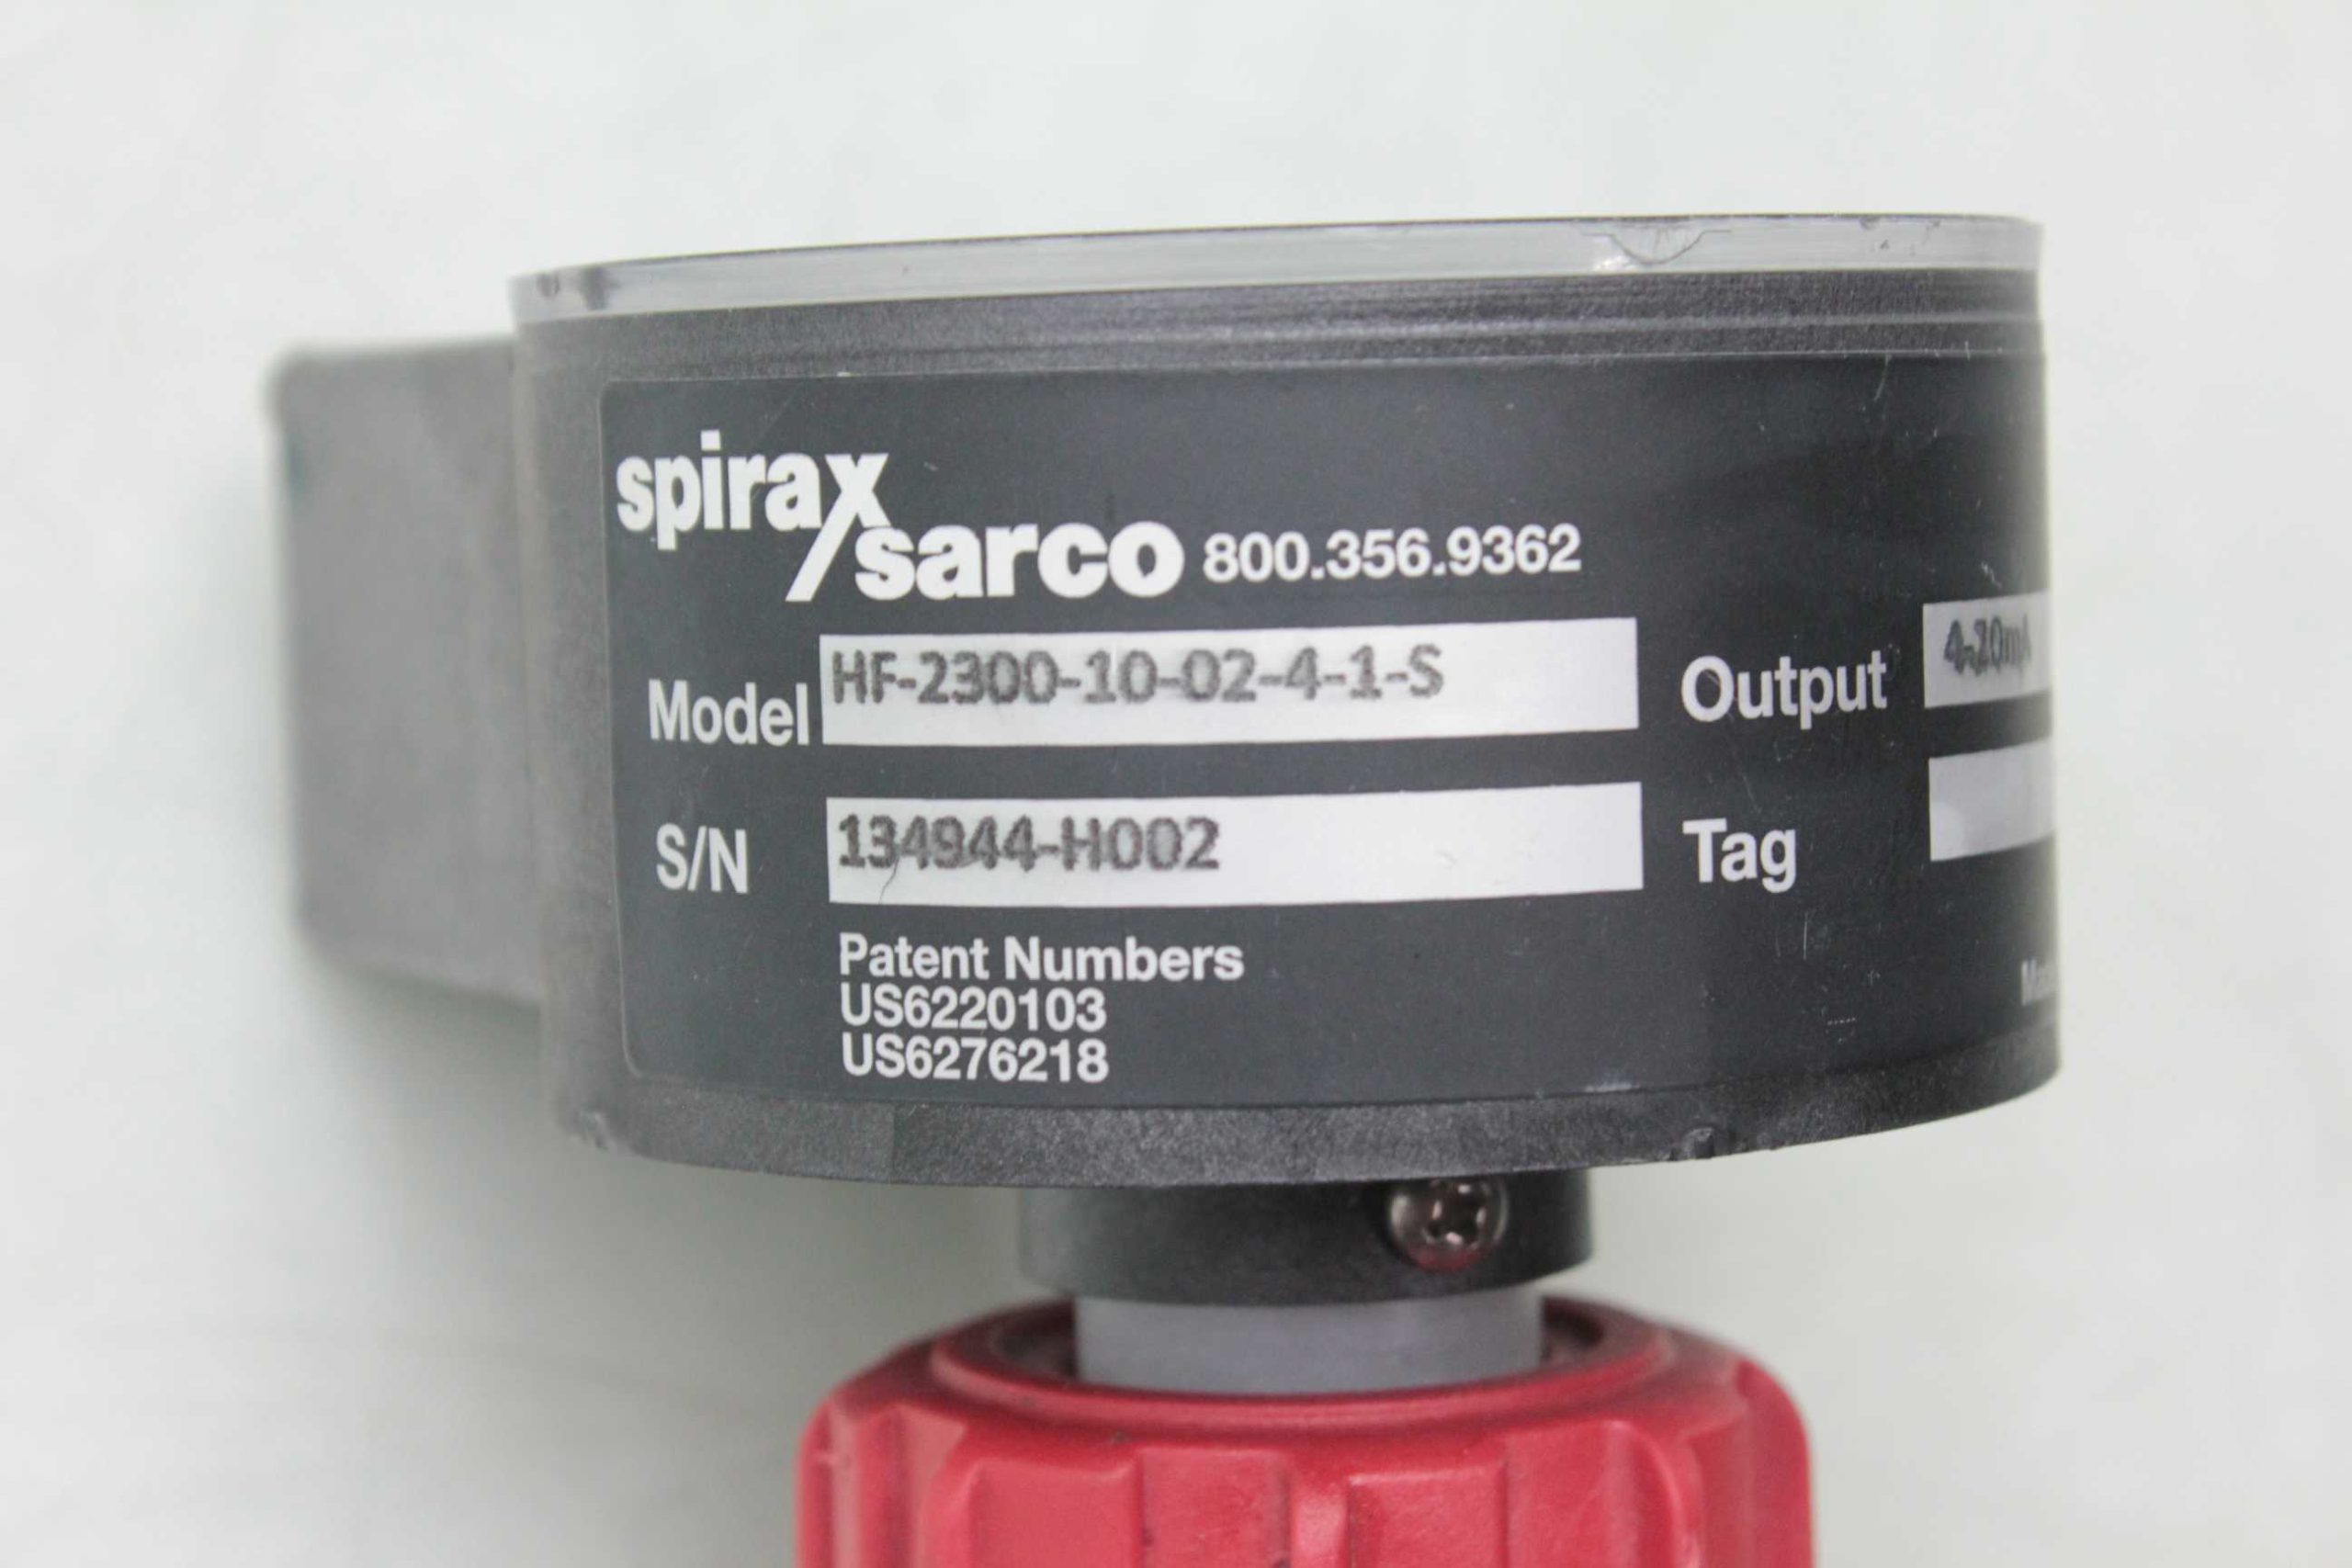 spirax
sarco 800.356.9362
Model HF-2300-10-02-4-1-S Output 4-20mA
S/N 134944-H002 Tag
Patent Numbers
US6220103
US6276218